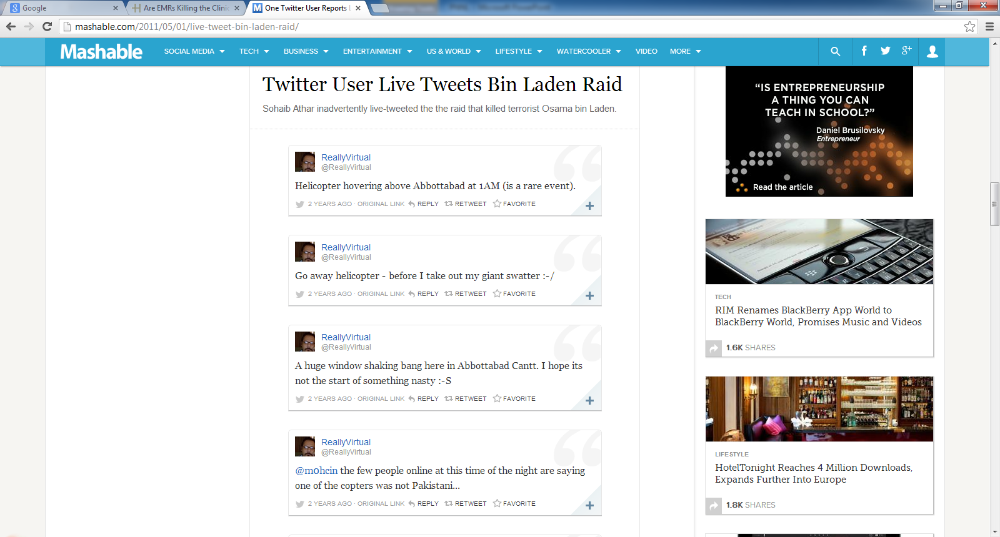 Google
Are EMRs Killing the Clinic
One Twitter User Reports L
mashable.com/2011/05/01/live-tweet-bin-laden-raid/
Mashable
SOCIAL MEDIA TECH BUSINESS ENTERTAINMENT US & WORLD LIFESTYLE WATERCOOLER VIDEO MORE
Twitter User Live Tweets Bin Laden Raid
Sohaib Athar inadvertently live-tweeted the the raid that killed terrorist Osama bin Laden.
ReallyVirtual
@ReallyVirtual
Helicopter hovering above Abbottabad at 1AM (is a rare event).
2 YEARS AGO · ORIGINAL LINK REPLY RETWEET FAVORITE
ReallyVirtual
@ReallyVirtual
Go away helicopter - before I take out my giant swatter :-/
2 YEARS AGO · ORIGINAL LINK REPLY RETWEET FAVORITE
ReallyVirtual
@ReallyVirtual
A huge window shaking bang here in Abbottabad Cantt. I hope its
not the start of something nasty :-S
2 YEARS AGO · ORIGINAL LINK REPLY RETWEET FAVORITE
ReallyVirtual
@ReallyVirtual
@m0hcin the few people online at this time of the night are saying
one of the copters was not Pakistani...
2 YEARS AGO · ORIGINAL LINK REPLY RETWEET FAVORITE
“IS ENTREPRENEURSHIP
A THING YOU CAN
TEACH IN SCHOOL?”
Daniel Brusilovsky
Entrepreneur
Read the article
TECH
RIM Renames BlackBerry App World to
BlackBerry World, Promises Music and Videos
1.6K SHARES
LIFESTYLE
HotelTonight Reaches 4 Million Downloads,
Expands Further Into Europe
1.8K SHARES